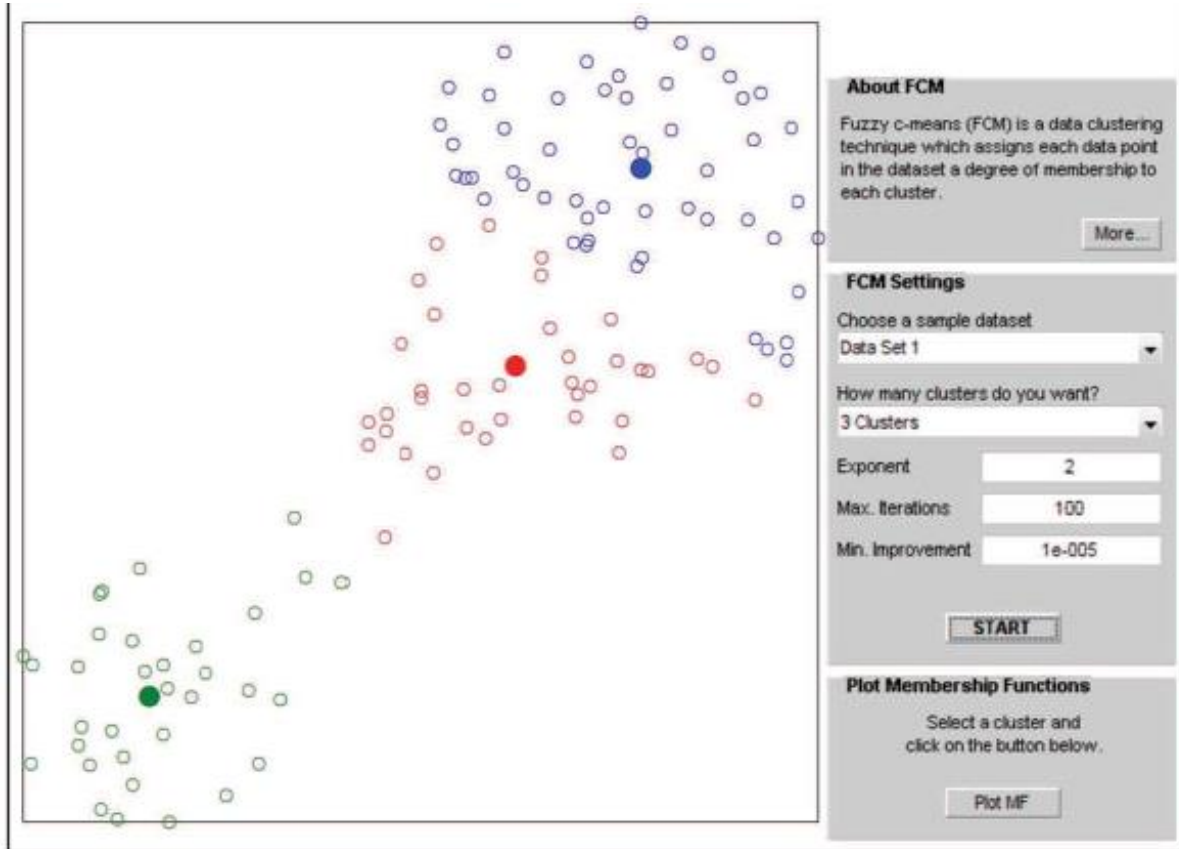 About FCM
Fuzzy c-means (FCM) is a data clustering
technique which assigns each data point
in the dataset a degree of membership to
each cluster.
More...
FCM Settings
Choose a sample dataset
Data Set 1
How many clusters do you want?
3 Clusters
Exponent 2
Max. Iterations 100
Min. Improvement 1e-005
START
Plot Membership Functions
Select a cluster and
click on the button below.
Plot MF